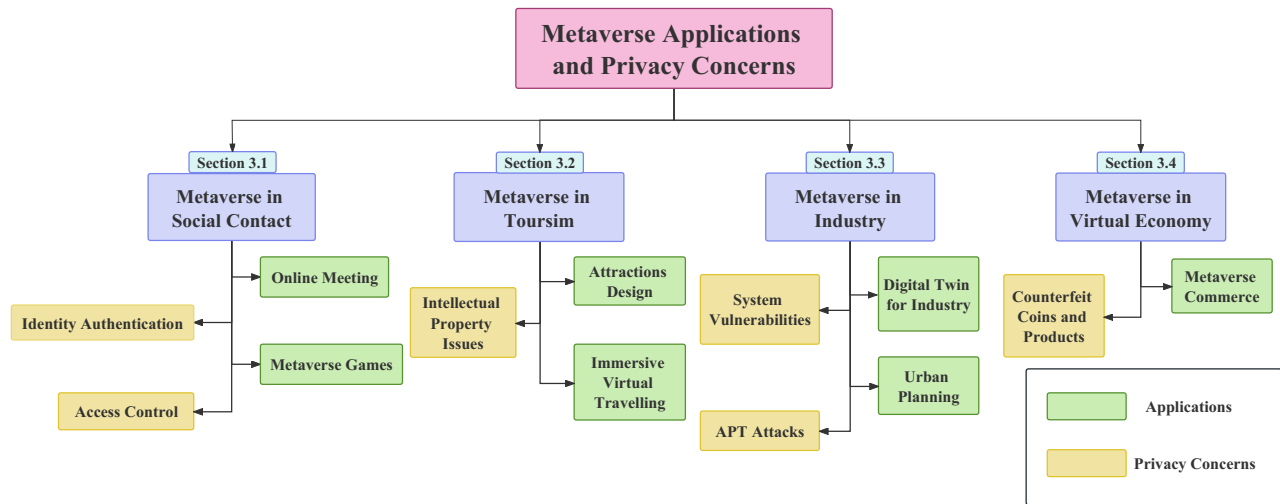 Metaverse Applications
and Privacy Concerns
Section 3.1
Metaverse in
Social Contact
Online Meeting
Identity Authentication
Metaverse Games
Access Control
Section 3.2
Metaverse in
Toursim
Attractions
Design
Intellectual
Property
Issues
Immersive
Virtual
Travelling
Section 3.3
Metaverse in
Industry
Digital Twin
for Industry
System
Vulnerabilities
Urban
Planning
APT Attacks
Section 3.4
Metaverse in
Virtual Economy
Metaverse
Commerce
Counterfeit
Coins and
Products
Applications
Privacy Concerns